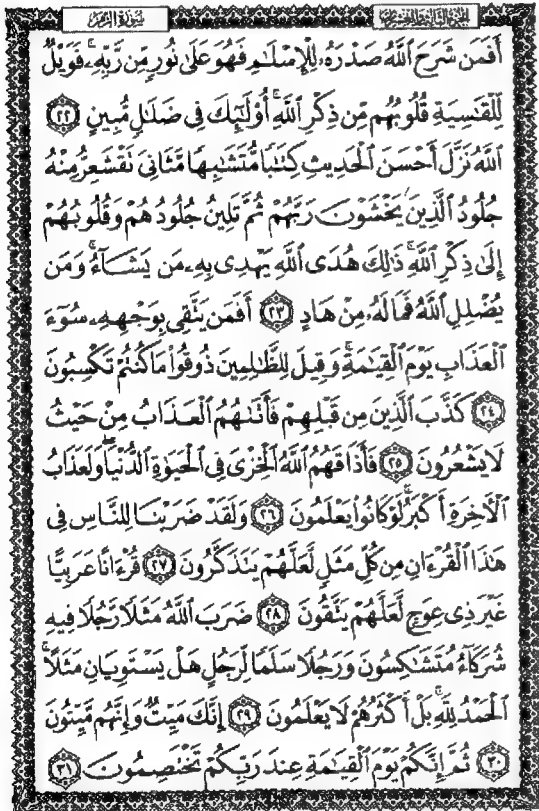 سورة الزمر
الجزء الثالث والعشرون
أَفَمَن شَرَحَ ٱللَّهُ صَدْرَهُۥ لِلْإِسْلَٰمِ فَهُوَ عَلَىٰ نُورٍ مِّن رَّبِّهِۦ ۚ فَوَيْلٌ
لِّلْقَٰسِيَةِ قُلُوبُهُم مِّن ذِكْرِ ٱللَّهِ ۚ أُو۟لَٰٓئِكَ فِى ضَلَٰلٍ مُّبِينٍ ٢٢
ٱللَّهُ نَزَّلَ أَحْسَنَ ٱلْحَدِيثِ كِتَٰبًا مُّتَشَٰبِهًا مَّثَانِىَ تَقْشَعِرُّ مِنْهُ
جُلُودُ ٱلَّذِينَ يَخْشَوْنَ رَبَّهُمْ ثُمَّ تَلِينُ جُلُودُهُمْ وَقُلُوبُهُمْ
إِلَىٰ ذِكْرِ ٱللَّهِ ۚ ذَٰلِكَ هُدَى ٱللَّهِ يَهْدِى بِهِۦ مَن يَشَآءُ ۚ وَمَن
يُضْلِلِ ٱللَّهُ فَمَا لَهُۥ مِنْ هَادٍ ٢٣ أَفَمَن يَتَّقِى بِوَجْهِهِۦ سُوٓءَ
ٱلْعَذَابِ يَوْمَ ٱلْقِيَٰمَةِ ۚ وَقِيلَ لِلظَّٰلِمِينَ ذُوقُوا۟ مَا كُنتُمْ تَكْسِبُونَ
٢٤ كَذَّبَ ٱلَّذِينَ مِن قَبْلِهِمْ فَأَتَىٰهُمُ ٱلْعَذَابُ مِنْ حَيْثُ
لَا يَشْعُرُونَ ٢٥ فَأَذَاقَهُمُ ٱللَّهُ ٱلْخِزْىَ فِى ٱلْحَيَوٰةِ ٱلدُّنْيَا ۖ وَلَعَذَابُ
ٱلْءَاخِرَةِ أَكْبَرُ ۚ لَوْ كَانُوا۟ يَعْلَمُونَ ٢٦ وَلَقَدْ ضَرَبْنَا لِلنَّاسِ فِى
هَٰذَا ٱلْقُرْءَانِ مِن كُلِّ مَثَلٍ لَّعَلَّهُمْ يَتَذَكَّرُونَ ٢٧ قُرْءَانًا عَرَبِيًّا
غَيْرَ ذِى عِوَجٍ لَّعَلَّهُمْ يَتَّقُونَ ٢٨ ضَرَبَ ٱللَّهُ مَثَلًا رَّجُلًا فِيهِ
شُرَكَآءُ مُتَشَٰكِسُونَ وَرَجُلًا سَلَمًا لِّرَجُلٍ هَلْ يَسْتَوِيَانِ مَثَلًا ۚ
ٱلْحَمْدُ لِلَّهِ ۚ بَلْ أَكْثَرُهُمْ لَا يَعْلَمُونَ ٢٩ إِنَّكَ مَيِّتٌ وَإِنَّهُم مَّيِّتُونَ
٣٠ ثُمَّ إِنَّكُمْ يَوْمَ ٱلْقِيَٰمَةِ عِندَ رَبِّكُمْ تَخْتَصِمُونَ ٣١